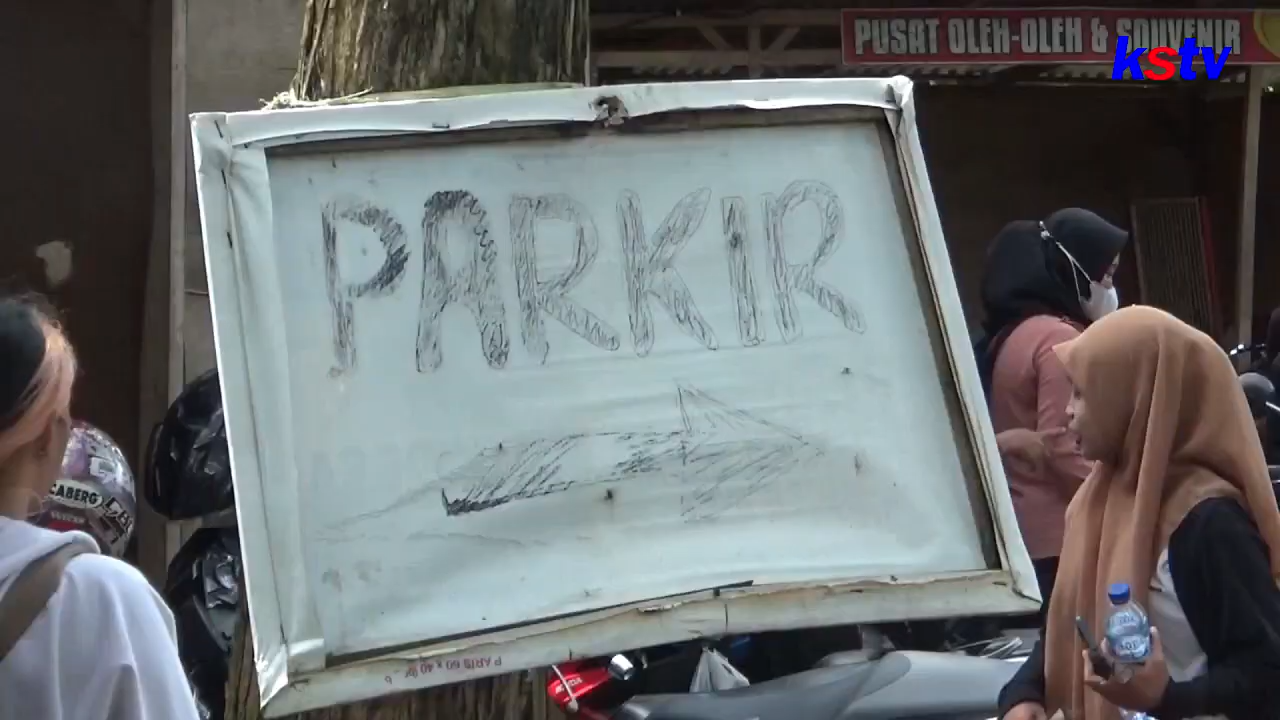 PUSAT OLEH-OLEH & SOUVENIR
kstv
PARKIR
CABERG
PARIS 60 x 40